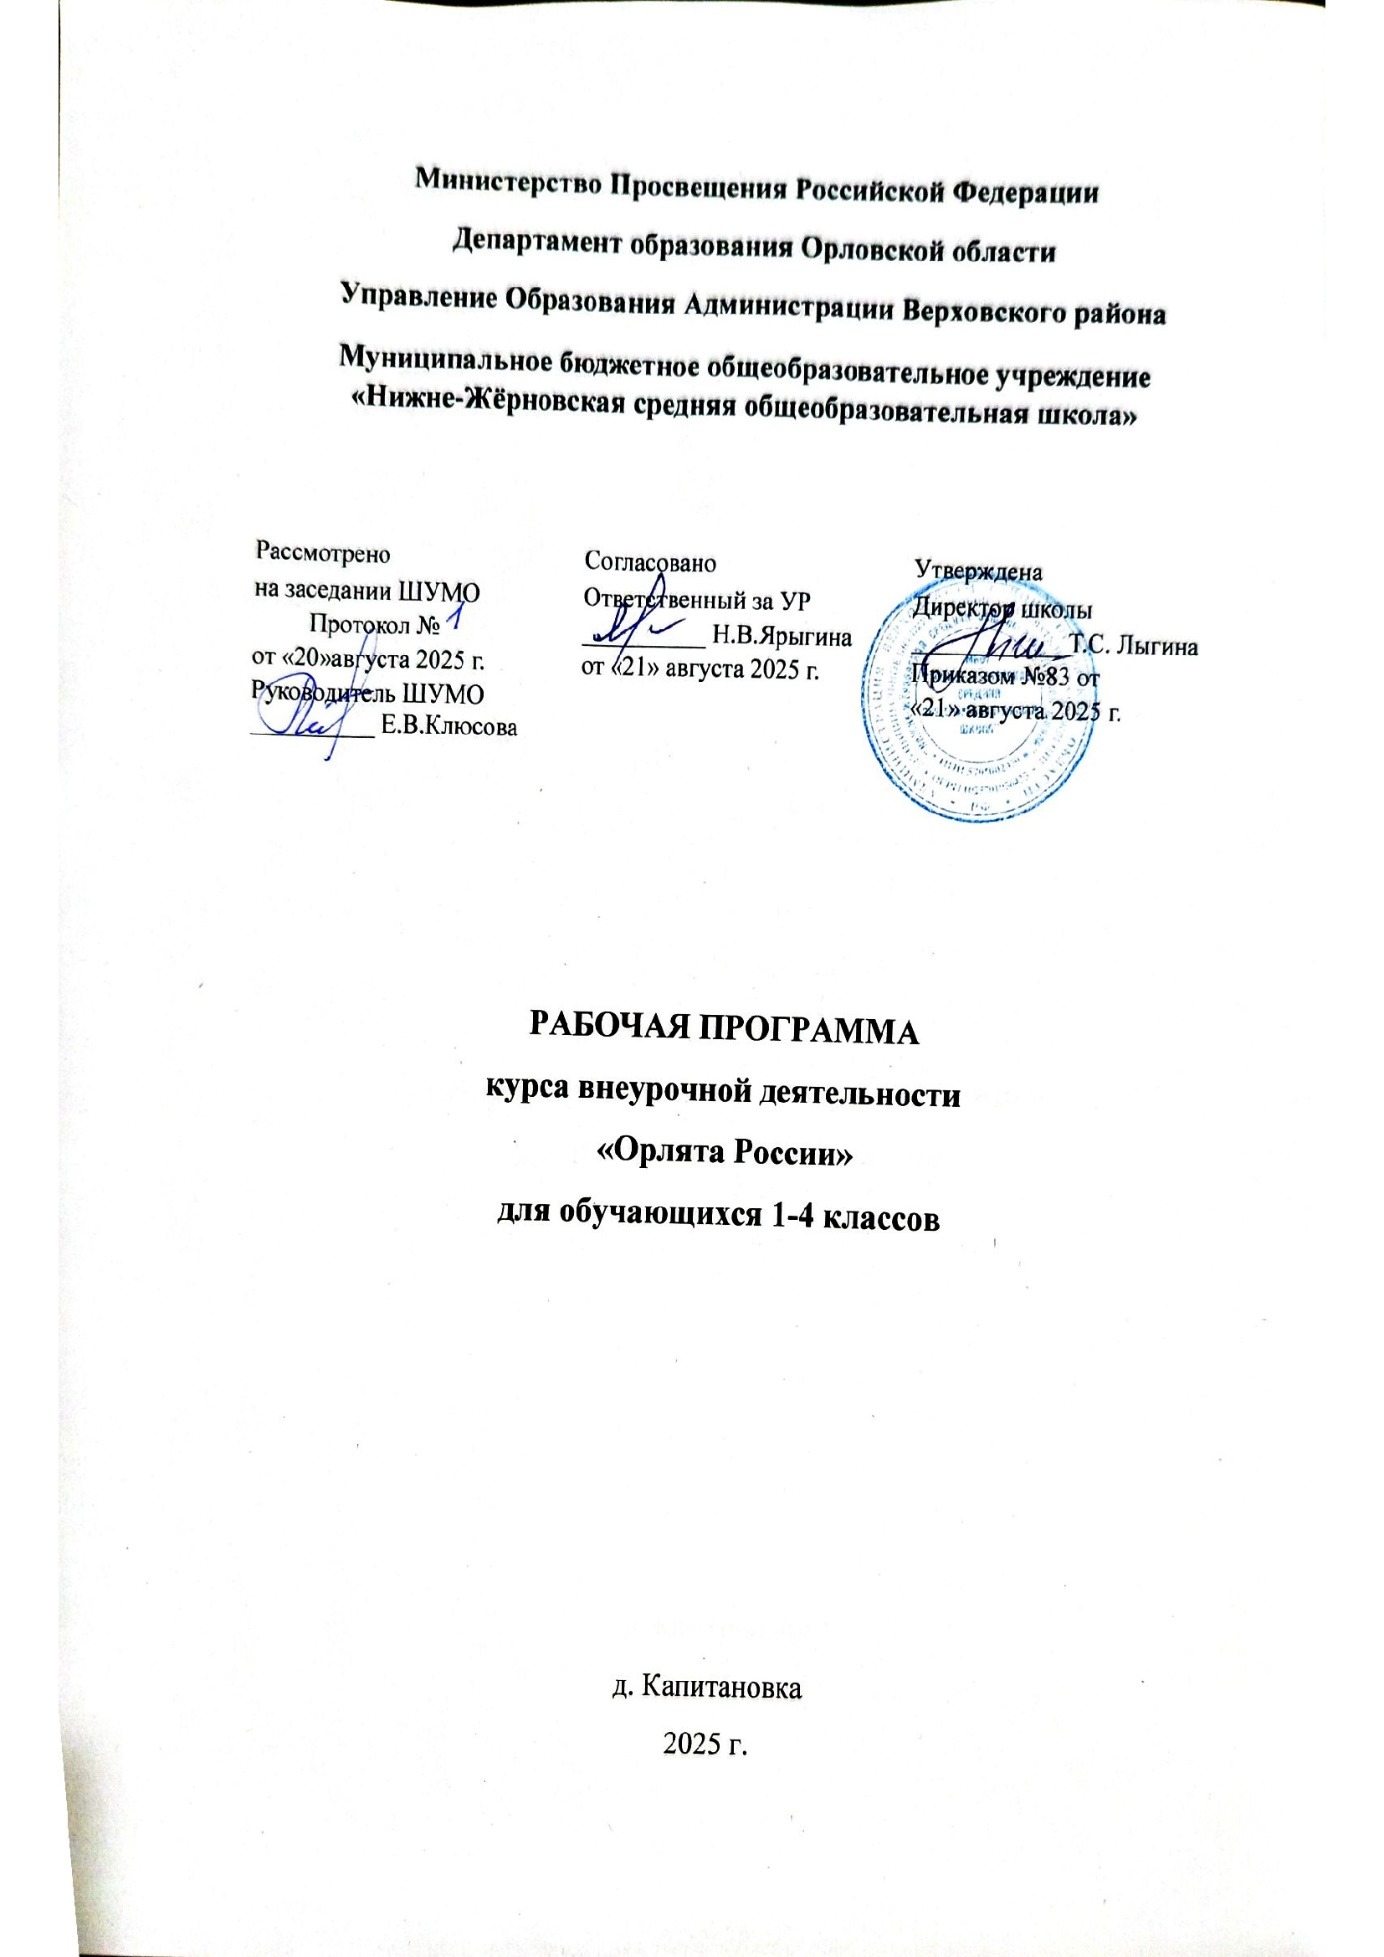 Министерство Просвещения Российской Федерации
Департамент образования Орловской области
Управление Образования Администрации Верховского района
Муниципальное бюджетное общеобразовательное учреждение
«Нижне-Жёрновская средняя общеобразовательная школа»
Рассмотрено
на заседании ШУМО
Протокол № 1
от «20»августа 2025 г.
Руководитель ШУМО
Е.В.Клюсова
Согласовано
Ответственный за УР
Н.В.Ярыгина
от «21» августа 2025 г.
Утверждена
Директор школы
Т.С. Лыгина
Приказом №83 от
«21» августа 2025 г.
РАБОЧАЯ ПРОГРАММА
курса внеурочной деятельности
«Орлята России»
для обучающихся 1-4 классов
д. Капитановка
2025 г.